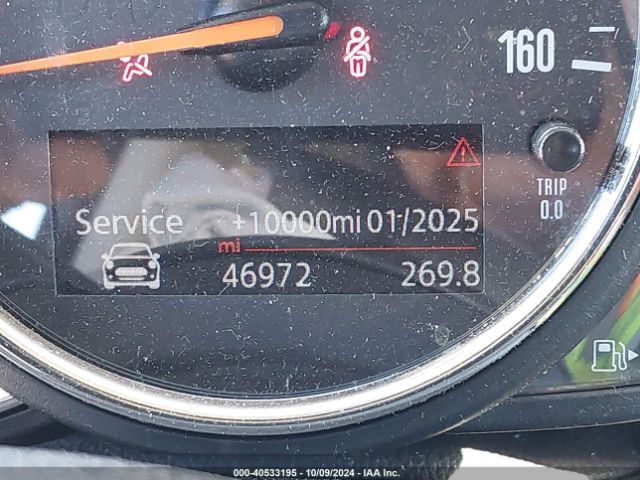 160
TRIP
0.0
Service +10000mi 01/2025
mi
46972 269.8
000-40533195 - 10/09/2024 - IAA Inc.